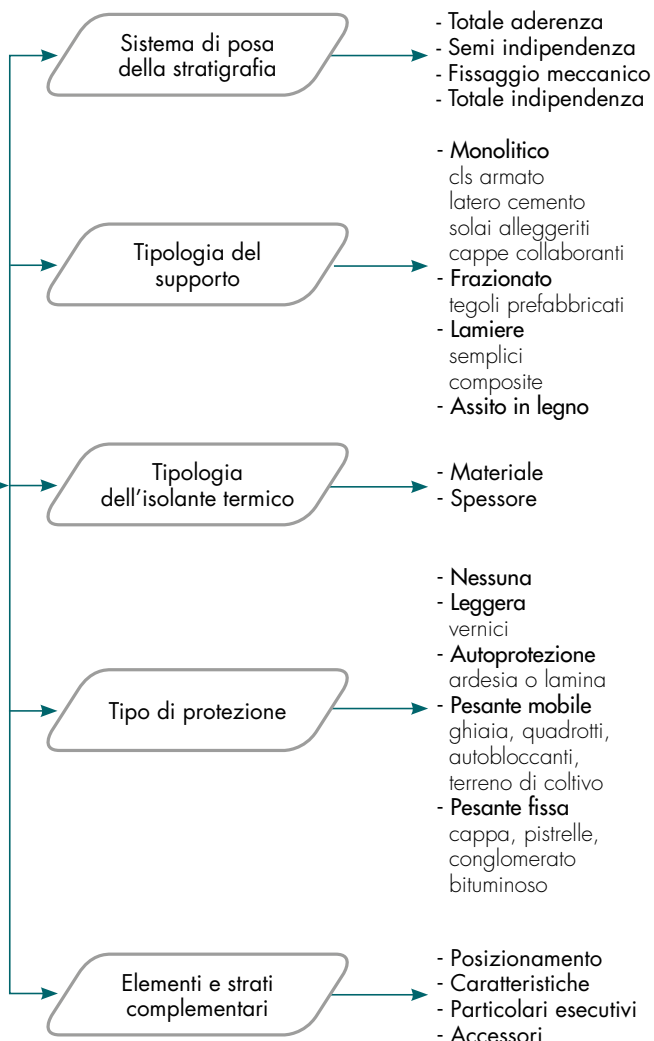 Sistema di posa
della stratigrafia
- Totale aderenza
- Semi indipendenza
- Fissaggio meccanico
- Totale indipendenza
Tipologia del
supporto
- Monolitico
cls armato
latero cemento
solai alleggeriti
cappe collaboranti
- Frazionato
tegoli prefabbricati
- Lamiere
semplici
composite
- Assito in legno
Tipologia
dell’isolante termico
- Materiale
- Spessore
Tipo di protezione
- Nessuna
- Leggera
vernici
- Autoprotezione
ardesia o lamina
- Pesante mobile
ghiaia, quadrotti,
autobloccanti,
terreno di coltivo
- Pesante fissa
cappa, pistrelle,
conglomerato
bituminoso
Elementi e strati
complementari
- Posizionamento
- Caratteristiche
- Particolari esecutivi
- Accessori